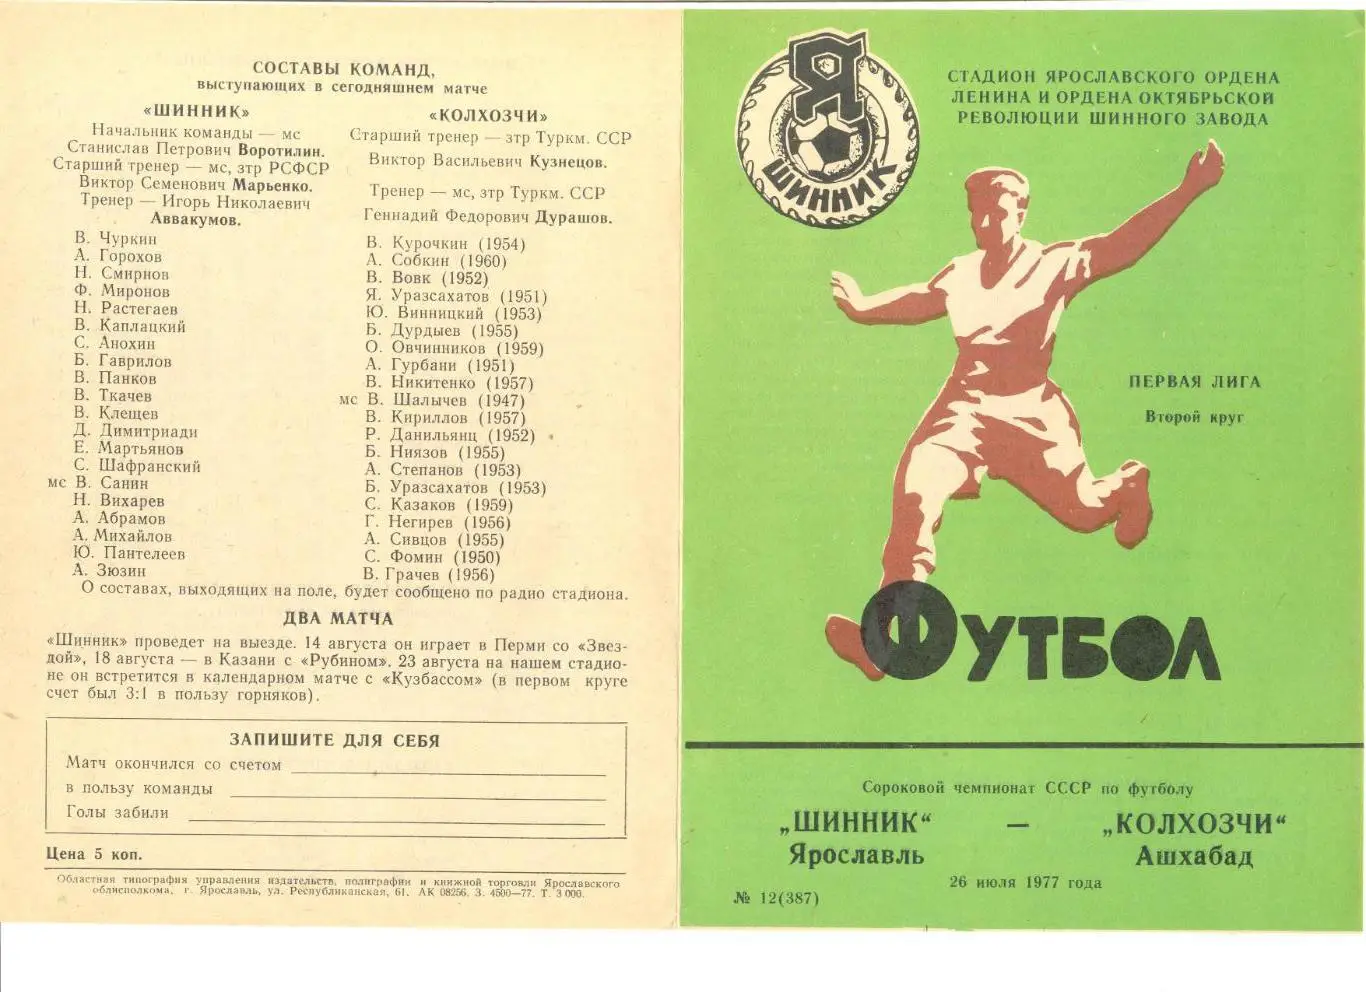 СОСТАВЫ КОМАНД,
выступающих в сегодняшнем матче
«ШИННИК»
Начальник команды — мс
Станислав Петрович Воротилин.
Старший тренер — мс, зтр РСФСР
Виктор Семенович Марьенко.
Тренер — Игорь Николаевич
Аввакумов.
В. Чуркин
А. Горохов
Н. Смирнов
Ф. Миронов
Н. Растегаев
В. Каплацкий
С. Анохин
Б. Гаврилов
В. Панков
В. Ткачев
В. Клещев
Д. Димитриади
Е. Мартьянов
С. Шафранский
мс В. Санин
Н. Вихарев
А. Абрамов
А. Михайлов
Ю. Пантелеев
А. Зюзин
«КОЛХОЗЧИ»
Старший тренер — зтр Туркм. ССР
Виктор Васильевич Кузнецов.
Тренер — мс, зтр Туркм. ССР
Геннадий Федорович Дурашов.
В. Курочкин (1954)
А. Собкин (1960)
В. Вовк (1952)
Я. Уразсахатов (1951)
Ю. Винницкий (1953)
Б. Дурдыев (1955)
О. Овчинников (1959)
А. Гурбани (1951)
В. Никитенко (1957)
мс В. Шалычев (1947)
В. Кириллов (1957)
Р. Данильянц (1952)
Б. Ниязов (1955)
А. Степанов (1953)
Б. Уразсахатов (1953)
С. Казаков (1959)
Г. Негирев (1956)
А. Сивцов (1955)
С. Фомин (1950)
В. Грачев (1956)
О составах, выходящих на поле, будет сообщено по радио стадиона.
ДВА МАТЧА
«Шинник» проведет на выезде. 14 августа он играет в Перми со «Звез-
дой», 18 августа — в Казани с «Рубином». 23 августа на нашем стадио-
не он встретится в календарном матче с «Кузбассом» (в первом круге
счет был 3:1 в пользу горняков).
ЗАПИШИТЕ ДЛЯ СЕБЯ
Матч окончился со счетом
в пользу команды
Голы забили
Цена 5 коп.
Областная типография управления издательств, полиграфии и книжной торговли Ярославского
облисполкома, г. Ярославль, ул. Республиканская, 61. АК 08256. З. 4500—77. Т. 3 000.
Я
ШИННИК
СТАДИОН ЯРОСЛАВСКОГО ОРДЕНА
ЛЕНИНА И ОРДЕНА ОКТЯБРЬСКОЙ
РЕВОЛЮЦИИ ШИННОГО ЗАВОДА
ПЕРВАЯ ЛИГА
Второй круг
ФУТБОЛ
Сороковой чемпионат СССР по футболу
„ШИННИК“ — „КОЛХОЗЧИ“
Ярославль Ашхабад
26 июля 1977 года
№ 12(387)